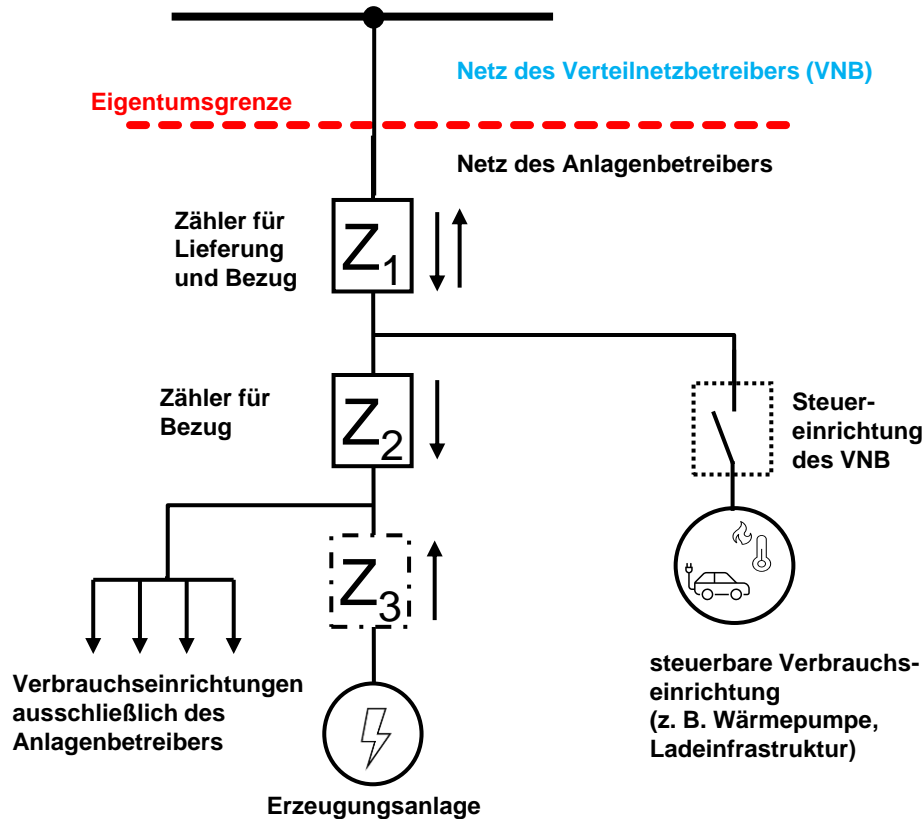 Netz des Verteilnetzbetreibers (VNB)
Eigentumsgrenze
Netz des Anlagenbetreibers
Zähler für
Lieferung
und Bezug
Z1
Zähler für
Bezug
Z2
Steuer-
einrichtung
des VNB
Z3
Verbrauchseinrichtungen
ausschließlich des
Anlagenbetreibers
steuerbare Verbrauchs-
einrichtung
(z. B. Wärmepumpe,
Ladeinfrastruktur)
Erzeugungsanlage